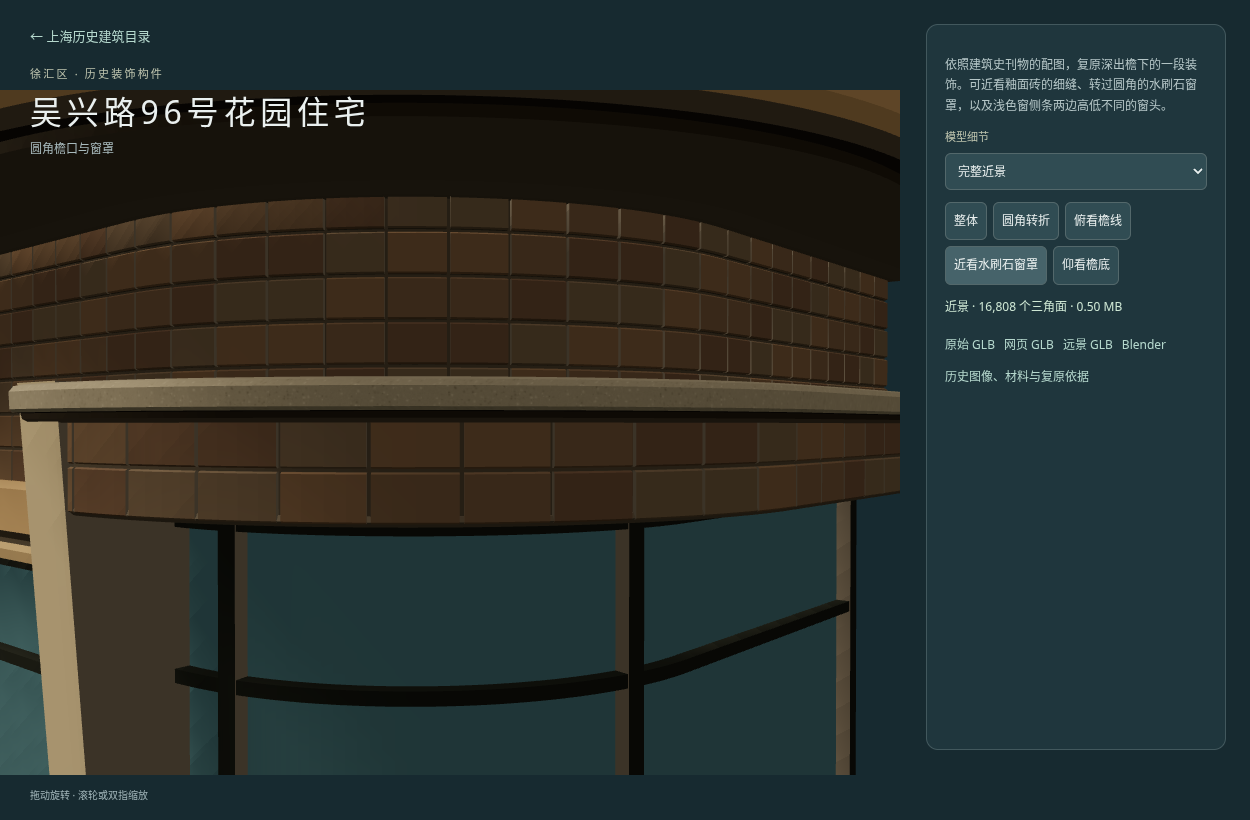 ← 上海历史建筑目录
徐汇区 · 历史装饰构件
吴兴路96号花园住宅
圆角檐口与窗罩
依照建筑史刊物的配图，复原深出檐下的一段装
饰。可近看釉面砖的细缝、转过圆角的水刷石窗
罩，以及浅色窗侧条两边高低不同的窗头。
模型细节
完整近景
整体 圆角转折 俯看檐线
近看水刷石窗罩 仰看檐底
近景 · 16,808 个三角面 · 0.50 MB
原始 GLB 网页 GLB 远景 GLB Blender
历史图像、材料与复原依据
拖动旋转 · 滚轮或双指缩放